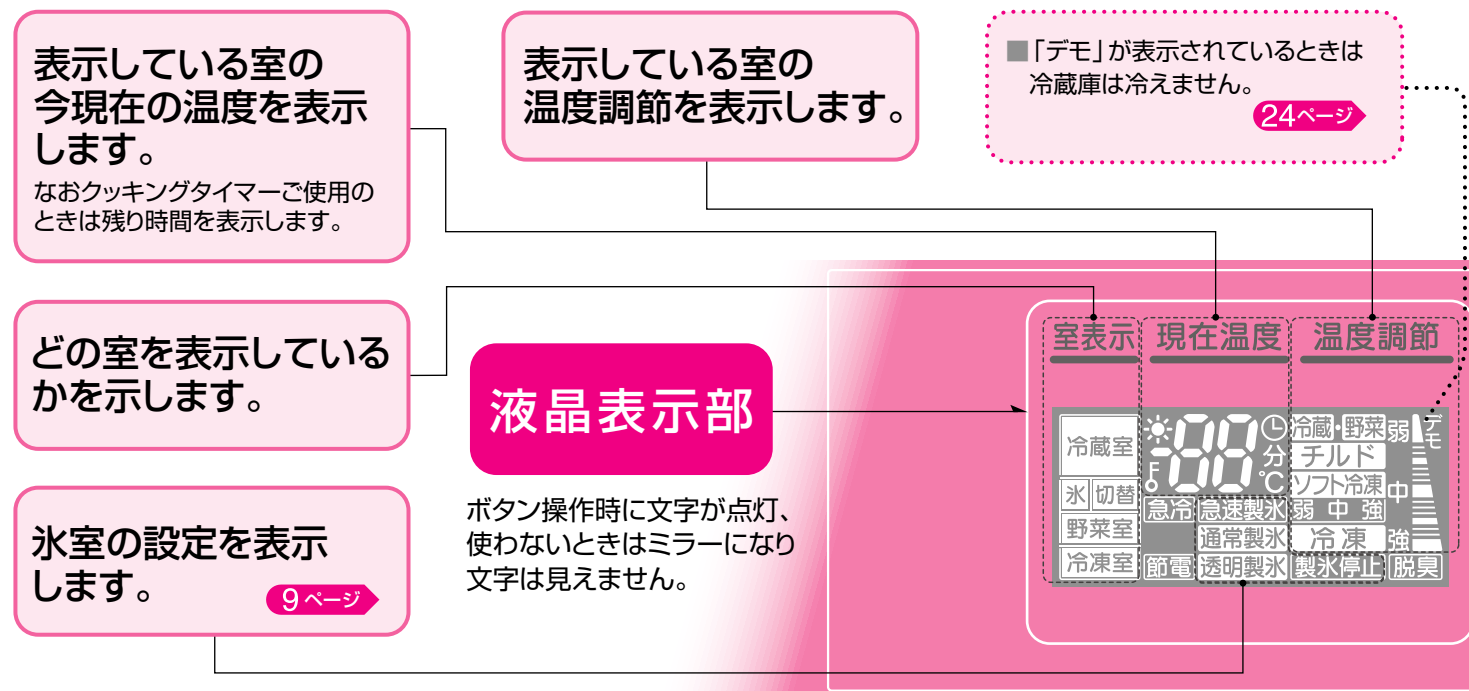 表示している室の
今現在の温度を表示
します。
なおクッキングタイマーご使用の
ときは残り時間を表示します。
表示している室の
温度調節を表示します。
■「デモ」が表示されているときは
冷蔵庫は冷えません。
24ページ
どの室を表示している
かを示します。
氷室の設定を表示
します。
9ページ
液晶表示部
ボタン操作時に文字が点灯、
使わないときはミラーになり
文字は見えません。
室表示 現在温度 温度調節
冷蔵室
氷 切替
野菜室
冷凍室
88
分
℃
急冷 急速製氷
通常製氷
節電 透明製氷 製氷停止 脱臭
冷蔵・野菜
チルド
ソフト冷凍
弱 中 強
冷凍
弱
中
強
デモ